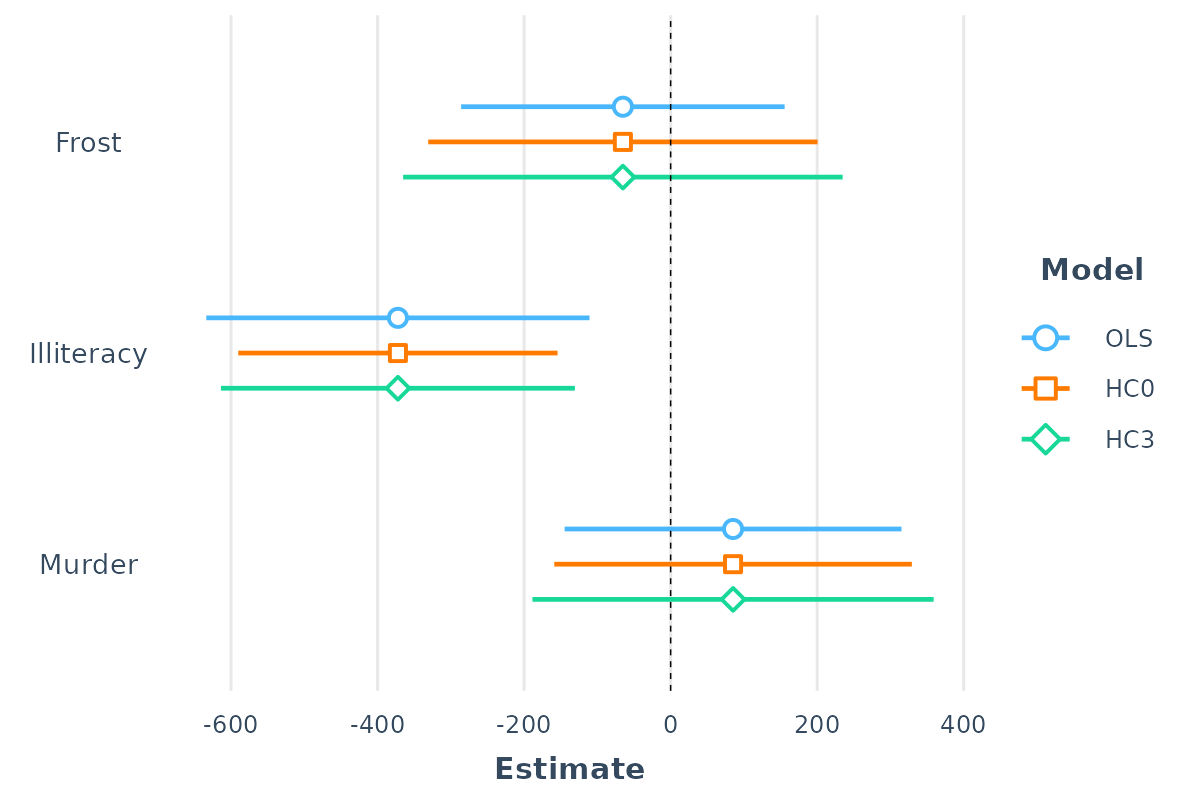 Frost
Illiteracy
Murder
-600
-400
-200
0
200
400
Estimate
Model
OLS
HC0
HC3